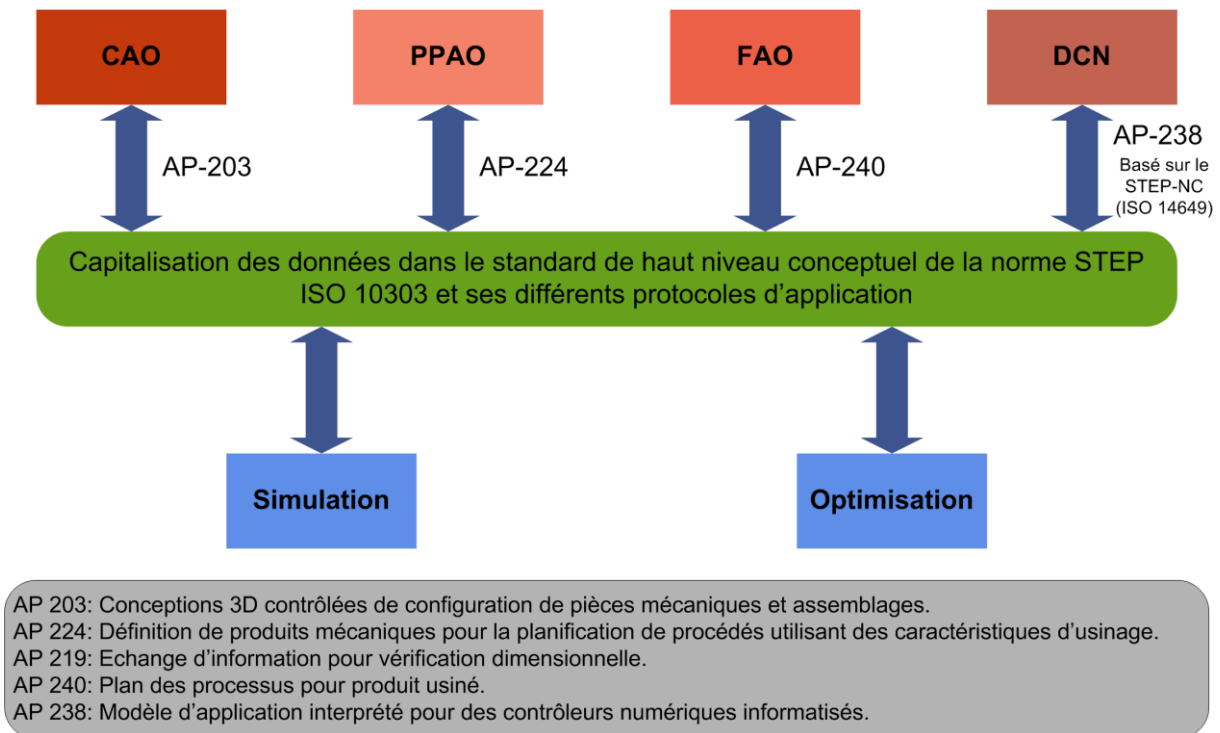 CAO
PPAO
FAO
DCN
AP-203
AP-224
AP-240
AP-238
Basé sur le
STEP-NC
(ISO 14649)
Capitalisation des données dans le standard de haut niveau conceptuel de la norme STEP
ISO 10303 et ses différents protocoles d'application
Simulation
Optimisation
AP 203: Conceptions 3D contrôlées de configuration de pièces mécaniques et assemblages.
AP 224: Définition de produits mécaniques pour la planification de procédés utilisant des caractéristiques d'usinage.
AP 219: Echange d'information pour vérification dimensionnelle.
AP 240: Plan des processus pour produit usiné.
AP 238: Modèle d'application interprété pour des contrôleurs numériques informatisés.